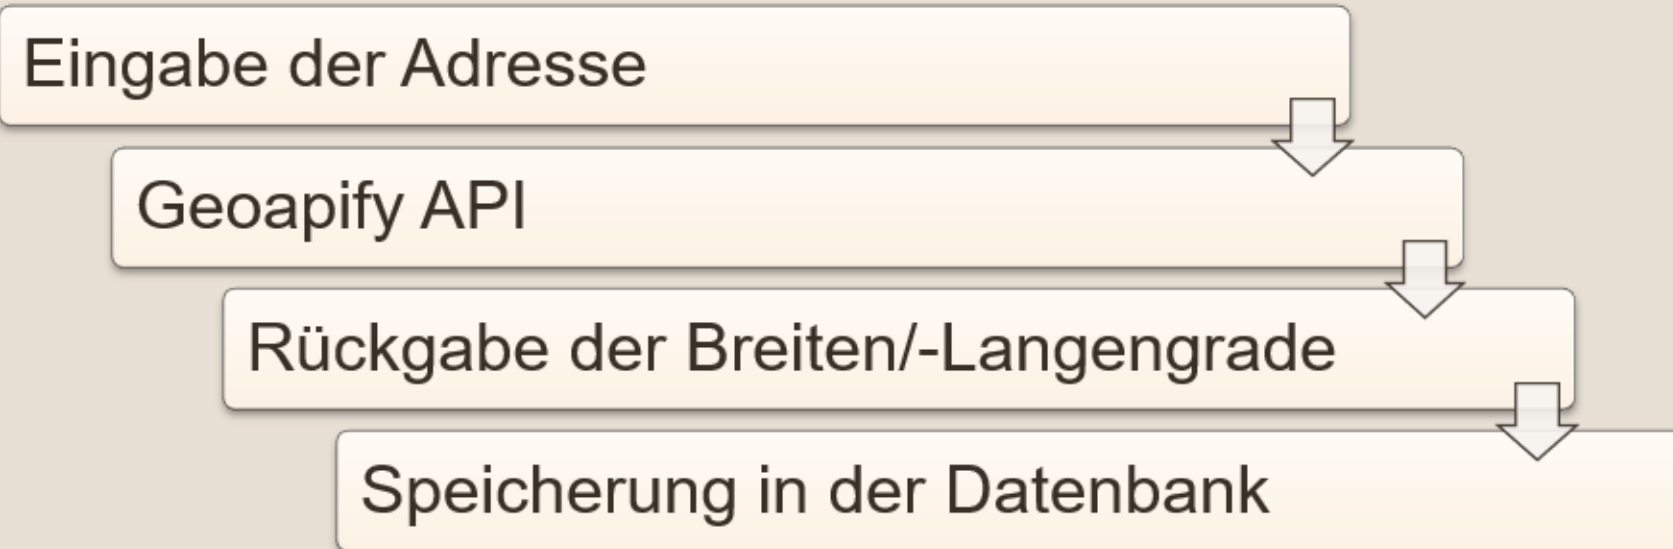 Eingabe der Adresse
Geoapify API
Rückgabe der Breiten/-Langengrade
Speicherung in der Datenbank